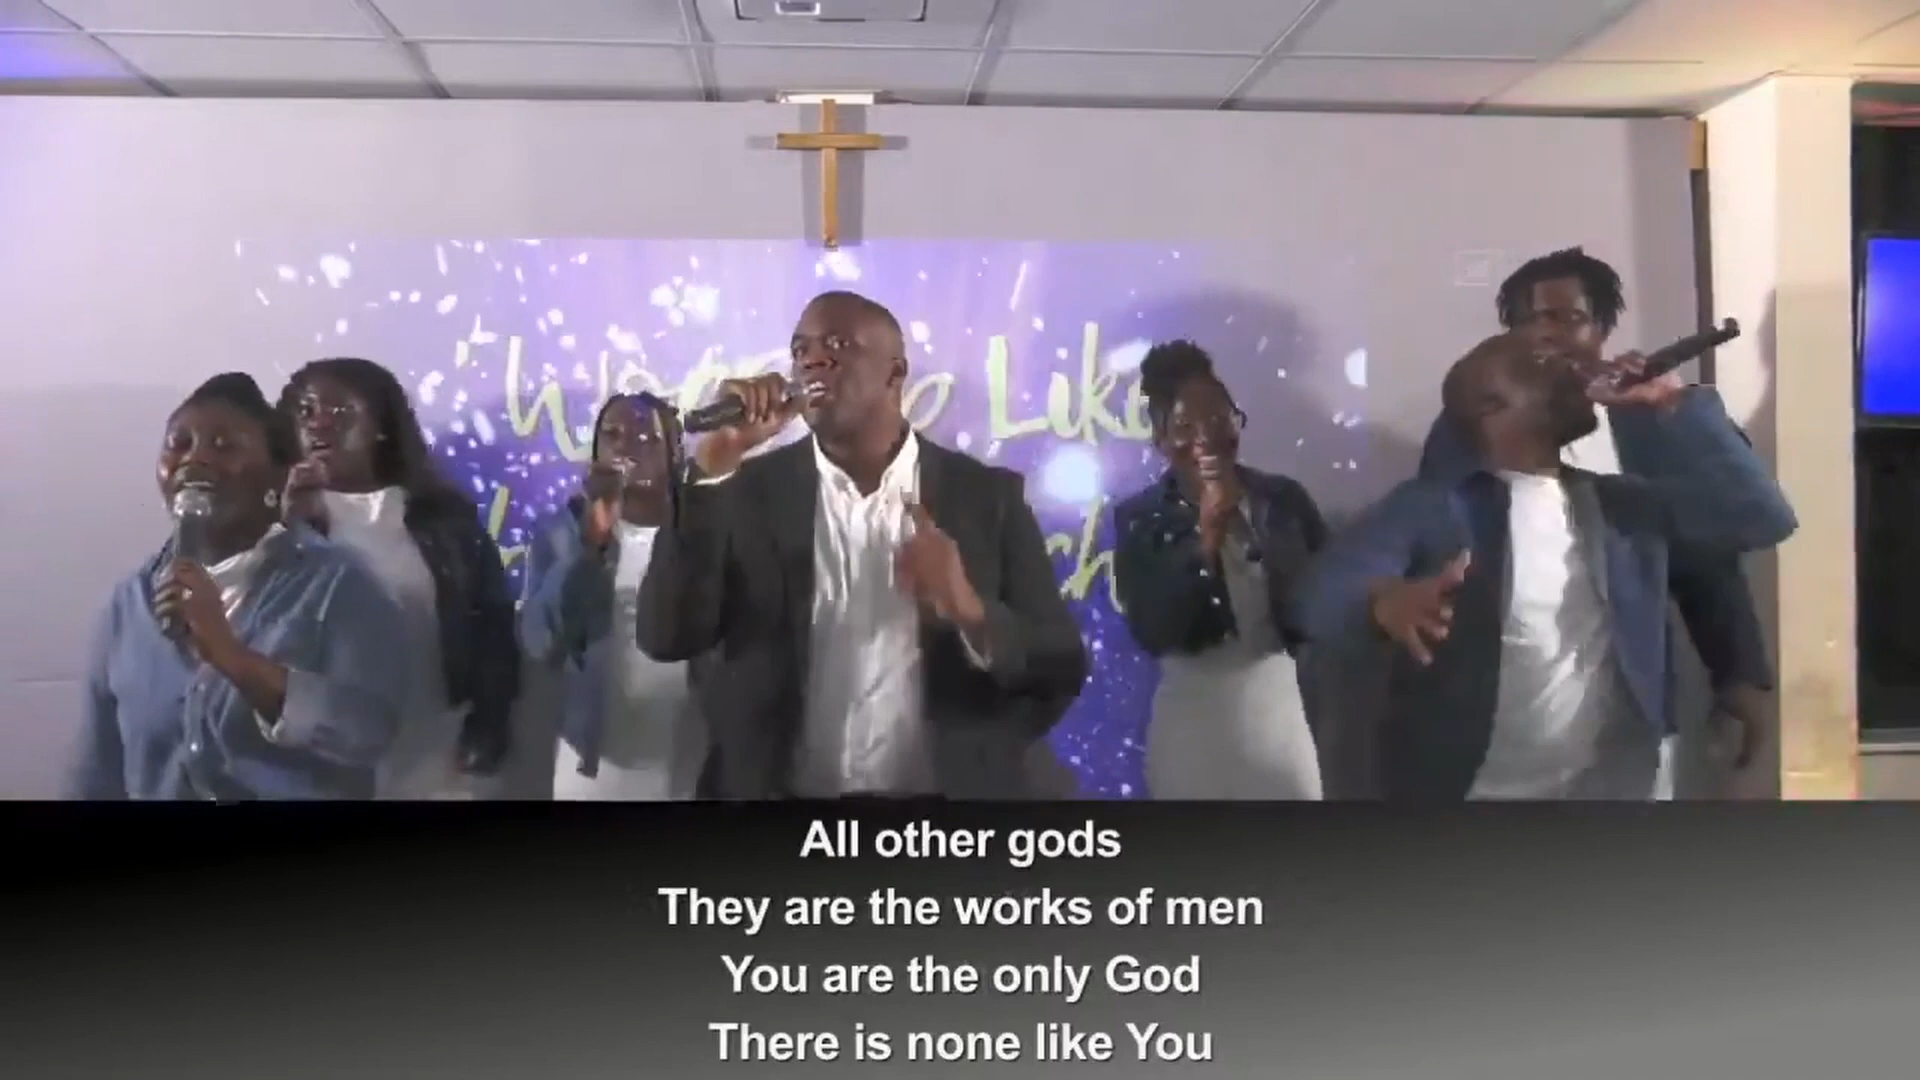 Like
All other gods
They are the works of men
You are the only God
There is none like You